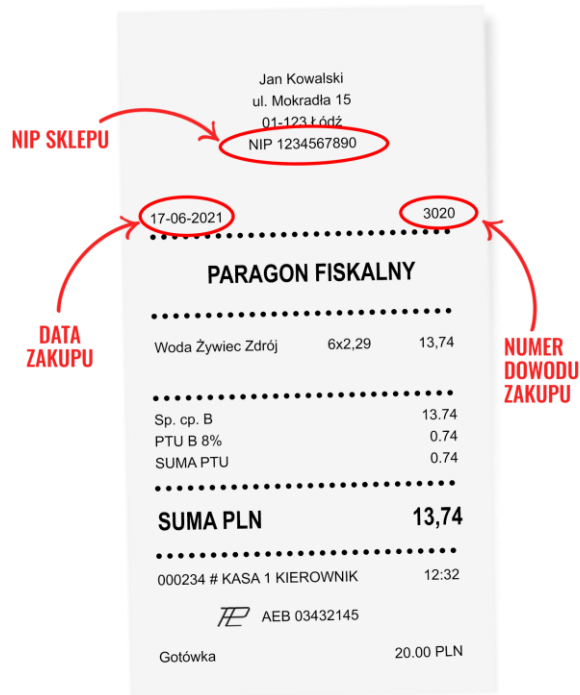 Jan Kowalski
ul. Mokradła 15
01-123 Łódź
NIP SKLEPU
NIP 1234567890
17-06-2021 3020
PARAGON FISKALNY
DATA
ZAKUPU
NUMER
DOWODU
ZAKUPU
Woda Żywiec Zdrój 6x2,29 13,74
Sp. cp. B 13.74
PTU B 8% 0.74
SUMA PTU 0.74
SUMA PLN 13,74
000234 # KASA 1 KIEROWNIK 12:32
AEB 03432145
Gotówka 20.00 PLN